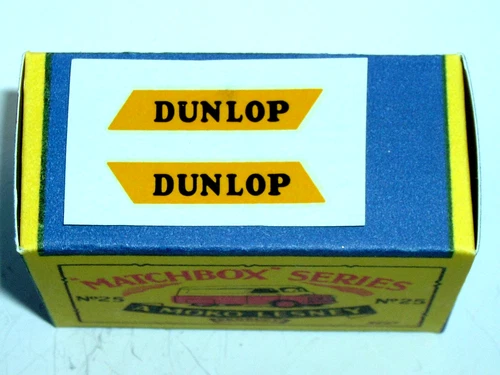 DUNLOP
DUNLOP
"MATCHBOX" SERIES
Nº25 Nº25
A MOKO LESNEY